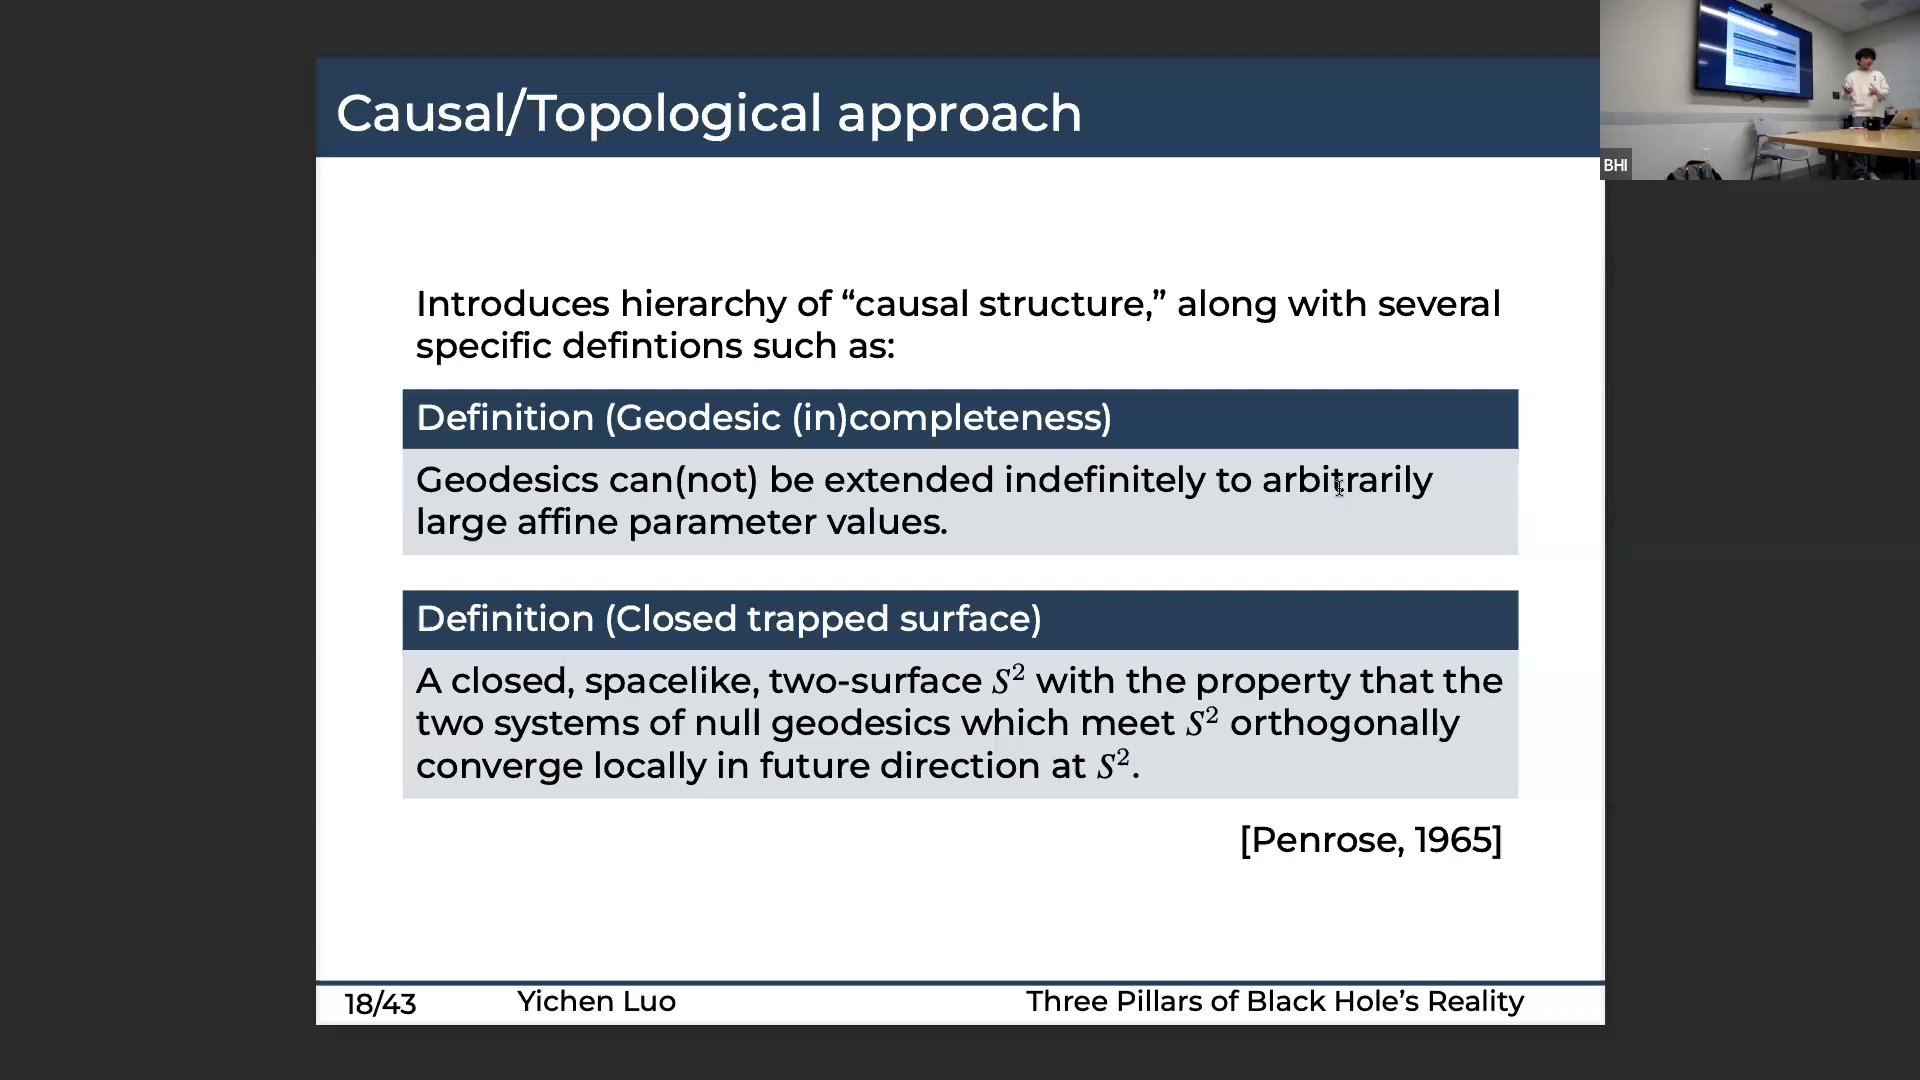 Causal/Topological approach
BHI
Introduces hierarchy of “causal structure,” along with several
specific defintions such as:
Definition (Geodesic (in)completeness)
Geodesics can(not) be extended indefinitely to arbitrarily
large affine parameter values.
Definition (Closed trapped surface)
A closed, spacelike, two-surface S² with the property that the
two systems of null geodesics which meet S² orthogonally
converge locally in future direction at S².
[Penrose, 1965]
18/43 Yichen Luo Three Pillars of Black Hole’s Reality